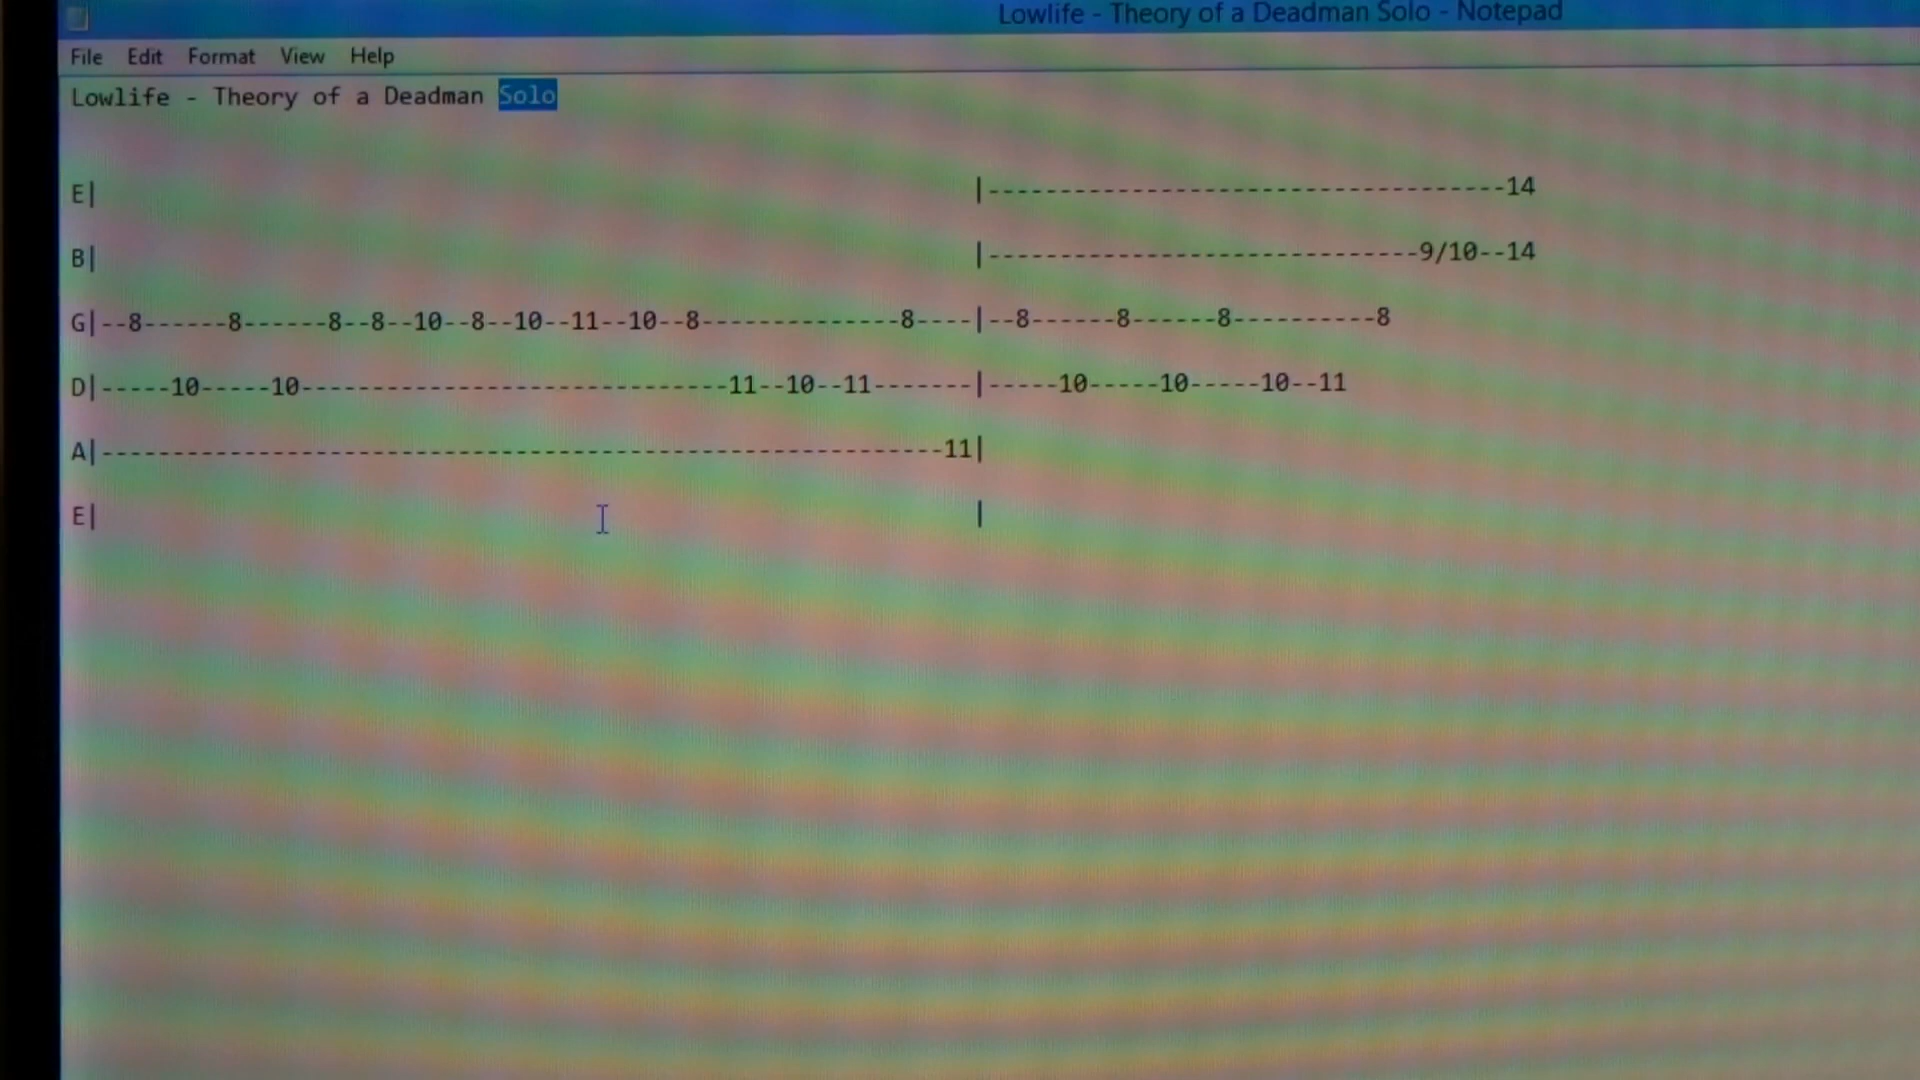 Lowlife - Theory of a Deadman Solo - Notepad
File Edit Format View Help
Lowlife - Theory of a Deadman Solo
E| |------------------------------------14
B| |------------------------------9/10--14
G|--8------8------8--8--10--8--10--11--10--8--------------8----|--8------8------8----------8
D|-----10-----10------------------------------11--10--11-------|-----10-----10-----10--11
A|-----------------------------------------------------------11|
E| |